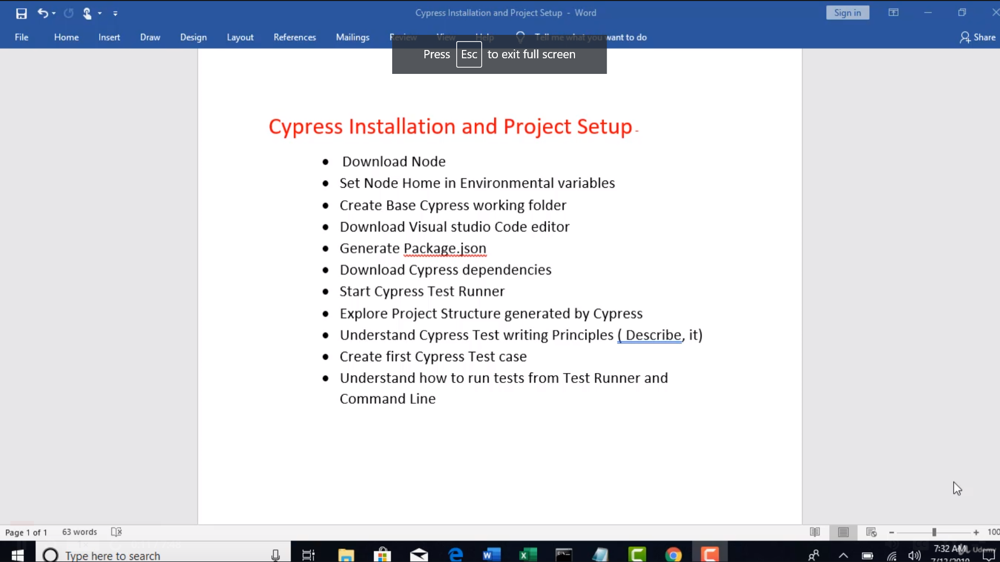 Cypress Installation and Project Setup - Word
Sign in
File Home Insert Draw Design Layout References Mailings Review View Help Tell me what you want to do Share
Press Esc to exit full screen
Cypress Installation and Project Setup -
• Download Node
• Set Node Home in Environmental variables
• Create Base Cypress working folder
• Download Visual studio Code editor
• Generate Package.json
• Download Cypress dependencies
• Start Cypress Test Runner
• Explore Project Structure generated by Cypress
• Understand Cypress Test writing Principles ( Describe, it)
• Create first Cypress Test case
• Understand how to run tests from Test Runner and
Command Line
Page 1 of 1 63 words
100
Type here to search
7:32 AM
Udemy